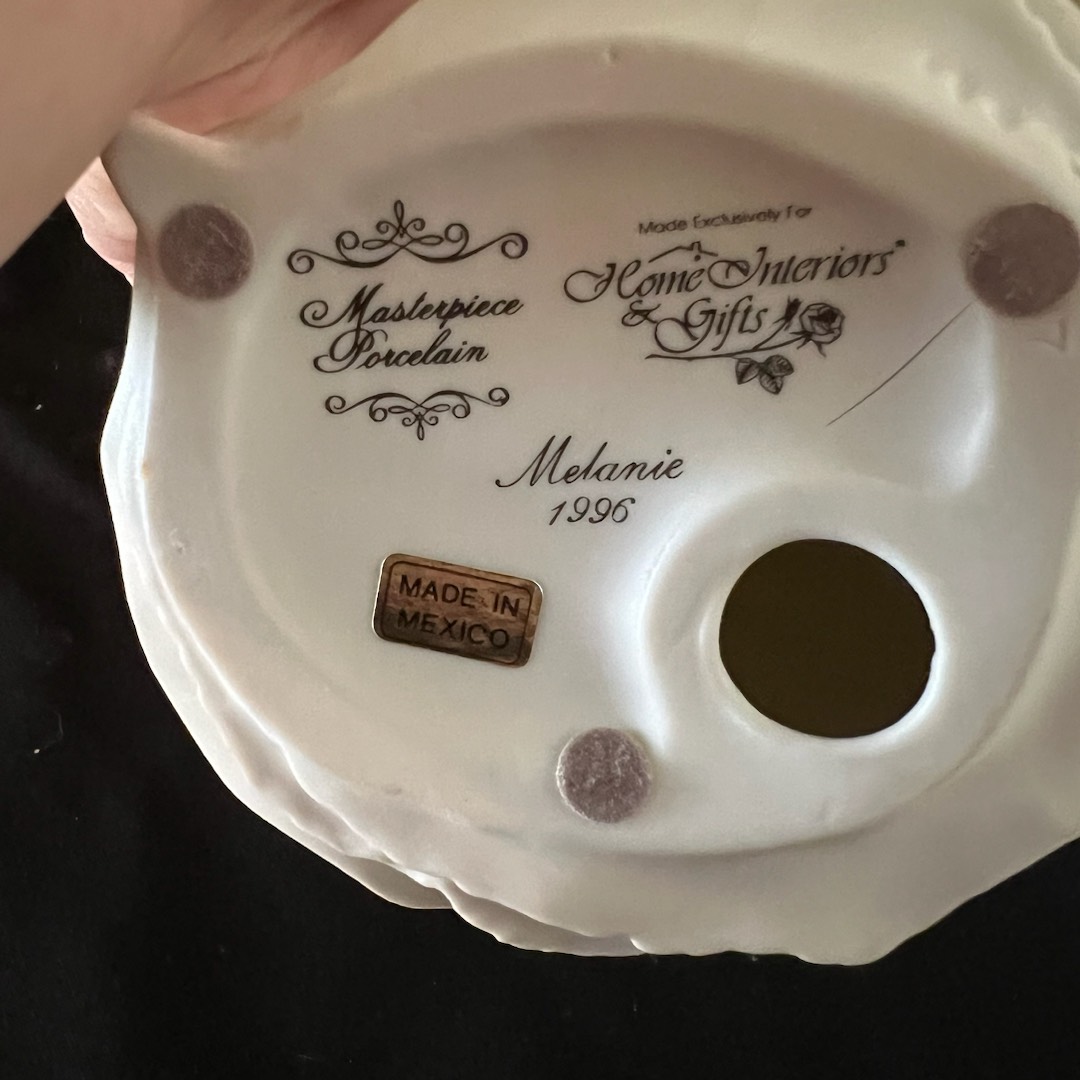 Masterpiece
Porcelain
Made Exclusively For
Home Interiors
& Gifts
Melanie
1996
MADE IN
MEXICO